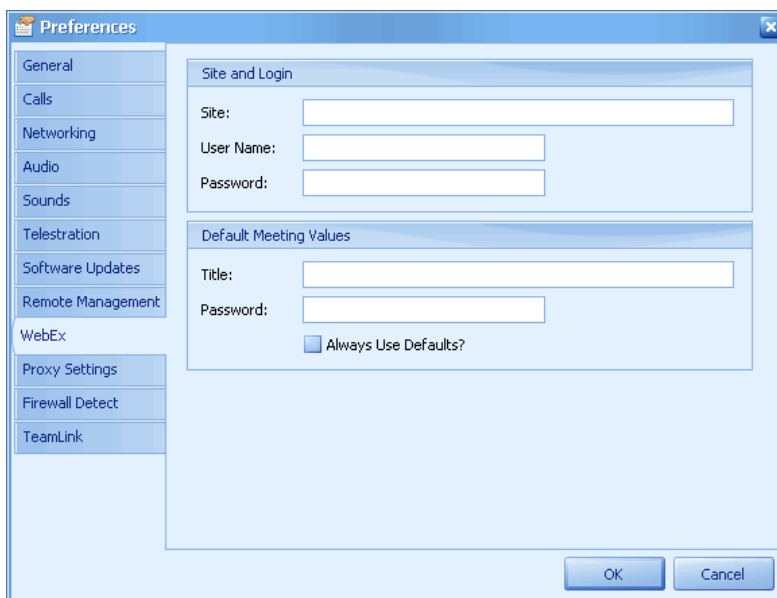 Preferences
General
Calls
Networking
Audio
Sounds
Telestration
Software Updates
Remote Management
WebEx
Proxy Settings
Firewall Detect
TeamLink
Site and Login
Site:
User Name:
Password:
Default Meeting Values
Title:
Password:
Always Use Defaults?
OK Cancel